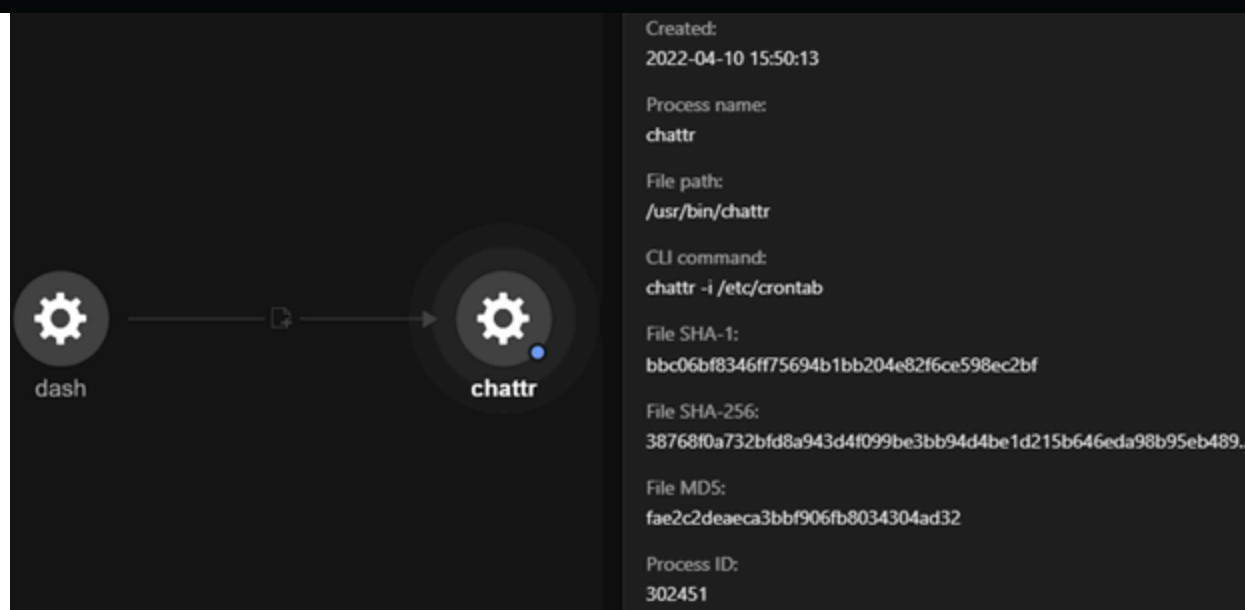 dash
chattr
Created:
2022-04-10 15:50:13
Process name:
chattr
File path:
/usr/bin/chattr
CLI command:
chattr -i /etc/crontab
File SHA-1:
bbc06bf8346ff75694b1bb204e82f6ce598ec2bf
File SHA-256:
38768f0a732bfd8a943d4f099be3bb94d4be1d215b646eda98b95eb489...
File MD5:
fae2c2deaeca3bbf906fb8034304ad32
Process ID:
302451